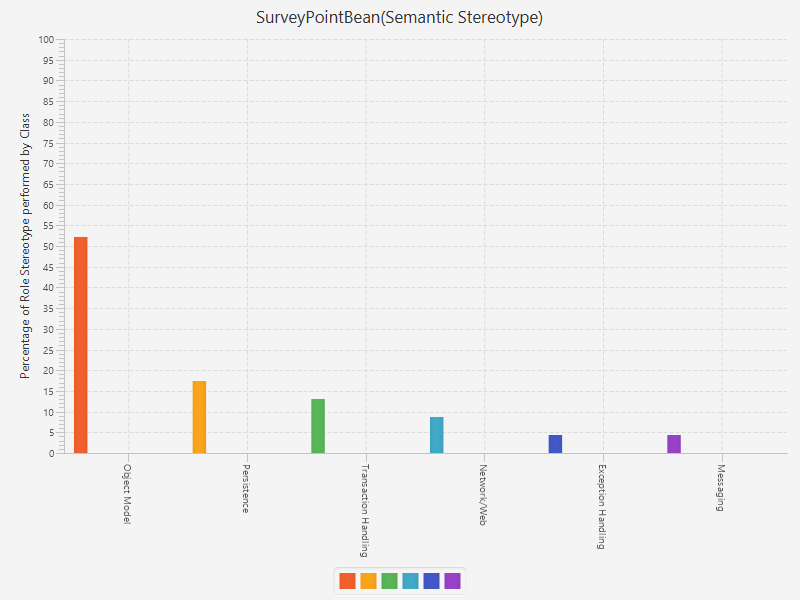 SurveyPointBean(Semantic Stereotype)
Percentage of Role Stereotype performed by Class
100
95
90
85
80
75
70
65
60
55
50
45
40
35
30
25
20
15
10
5
0
Object Model
Persistence
Transaction Handling
Network/Web
Exception Handling
Messaging